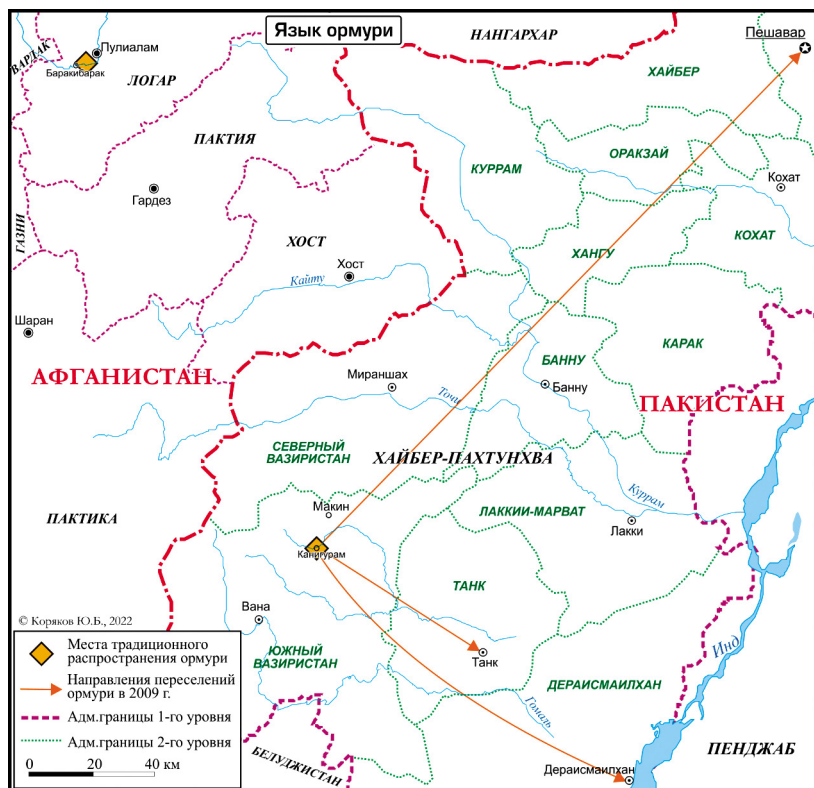 Язык ормури
НАНГАРХАР
Пешавар
ВАРДАК
Пулиалам
Баракибарак
ЛОГАР
ХАЙБЕР
ПАКТИЯ
ОРАКЗАЙ
КУРРАМ
Кохат
Гардез
ГАЗНИ
ХОСТ
ХАНГУ
КОХАТ
Хост
Кайту
Шаран
КАРАК
БАННУ
АФГАНИСТАН
Мираншах
Банну
Точи
ПАКИСТАН
СЕВЕРНЫЙ
ВАЗИРИСТАН
ХАЙБЕР-ПАХТУНХВА
Куррам
Макин
ЛАККИИ-МАРВАТ
ПАКТИКА
Лакки
Канигурам
ТАНК
Вана
© Коряков Ю.Б., 2022
ЮЖНЫЙ
ВАЗИРИСТАН
Танк
Инд
ДЕРАИСМАИЛХАН
Гомаль
ПЕНДЖАБ
БЕЛУДЖИСТАН
Дераисмаилхан
Места традиционного
распространения ормури
Направления переселений
ормури в 2009 г.
Адм.границы 1-го уровня
Адм.границы 2-го уровня
0 20 40 км